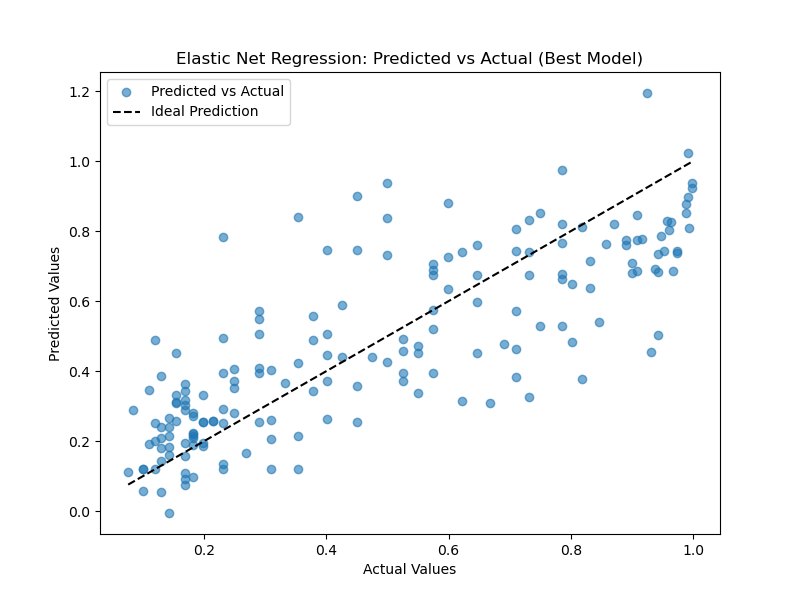 Elastic Net Regression: Predicted vs Actual (Best Model)
Predicted vs Actual
Ideal Prediction
1.2
1.0
0.8
0.6
0.4
0.2
0.0
Predicted Values
0.2 0.4 0.6 0.8 1.0
Actual Values